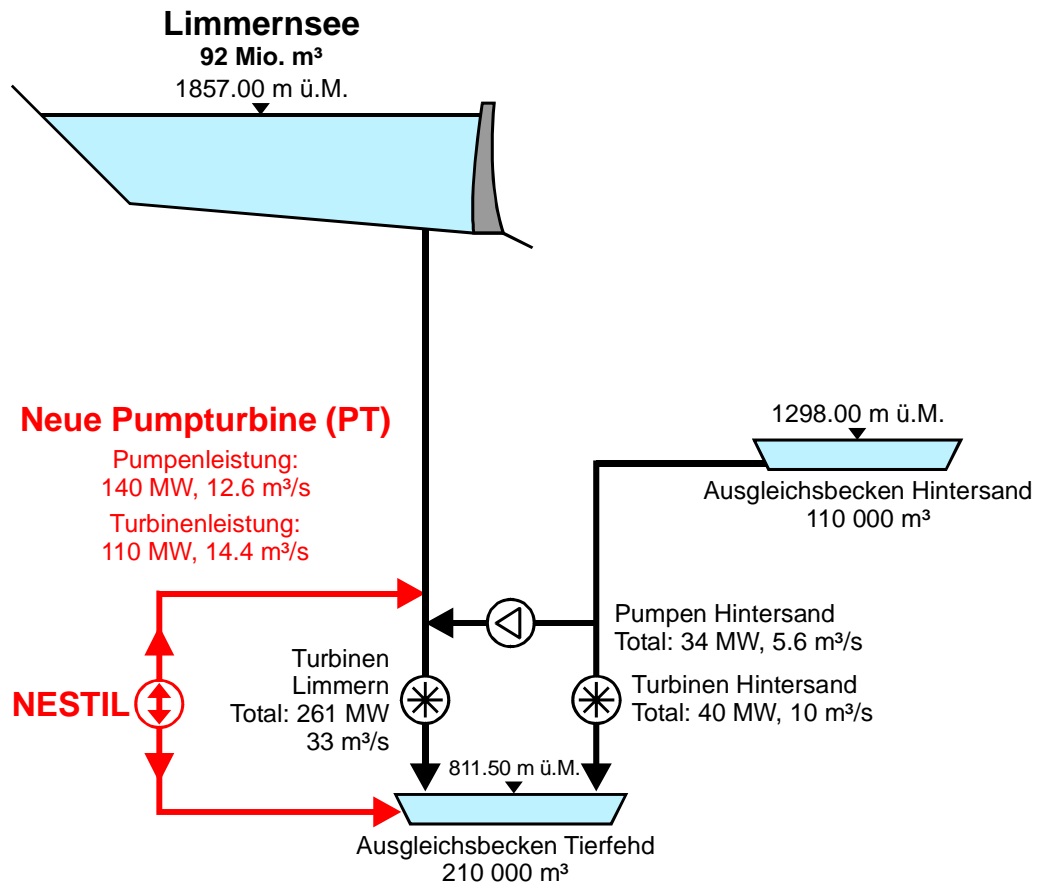 Limmernsee
92 Mio. m³
1857.00 m ü.M.
Neue Pumpturbine (PT)
Pumpenleistung:
140 MW, 12.6 m³/s
Turbinenleistung:
110 MW, 14.4 m³/s
NESTIL
1298.00 m ü.M.
Ausgleichsbecken Hintersand
110 000 m³
Pumpen Hintersand
Total: 34 MW, 5.6 m³/s
Turbinen
Limmern
Total: 261 MW
33 m³/s
Turbinen Hintersand
Total: 40 MW, 10 m³/s
811.50 m ü.M.
Ausgleichsbecken Tierfehd
210 000 m³